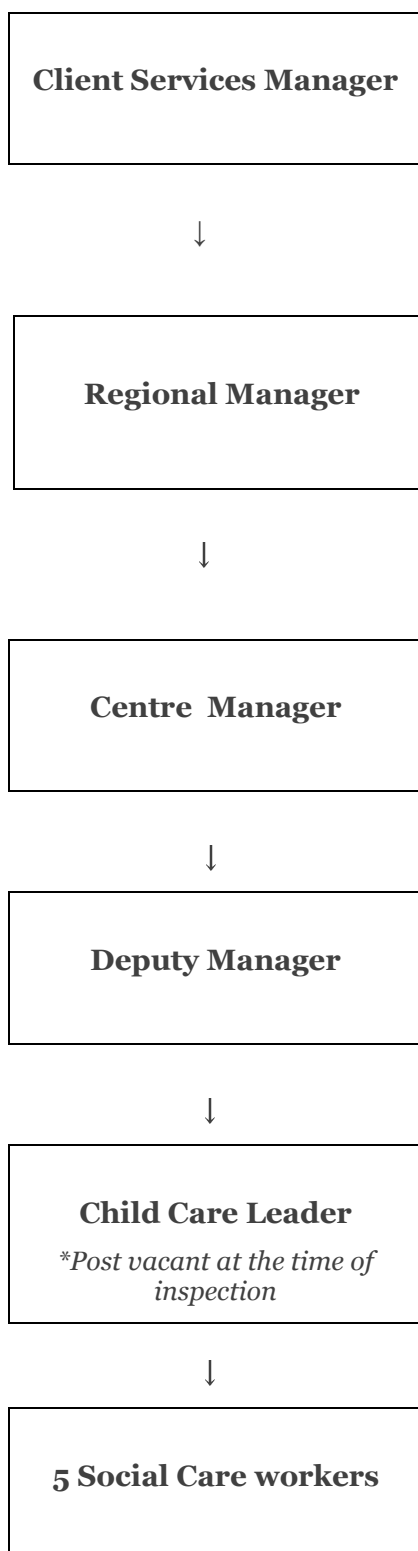 Client Services Manager
↓
Regional Manager
↓
Centre Manager
↓
Deputy Manager
↓
Child Care Leader
*Post vacant at the time of
inspection
↓
5 Social Care workers